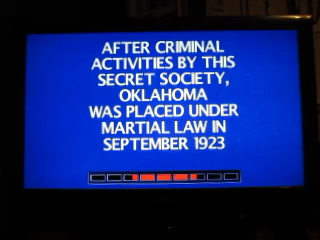 AFTER CRIMINAL
ACTIVITIES BY THIS
SECRET SOCIETY,
OKLAHOMA
WAS PLACED UNDER
MARTIAL LAW IN
SEPTEMBER 1923